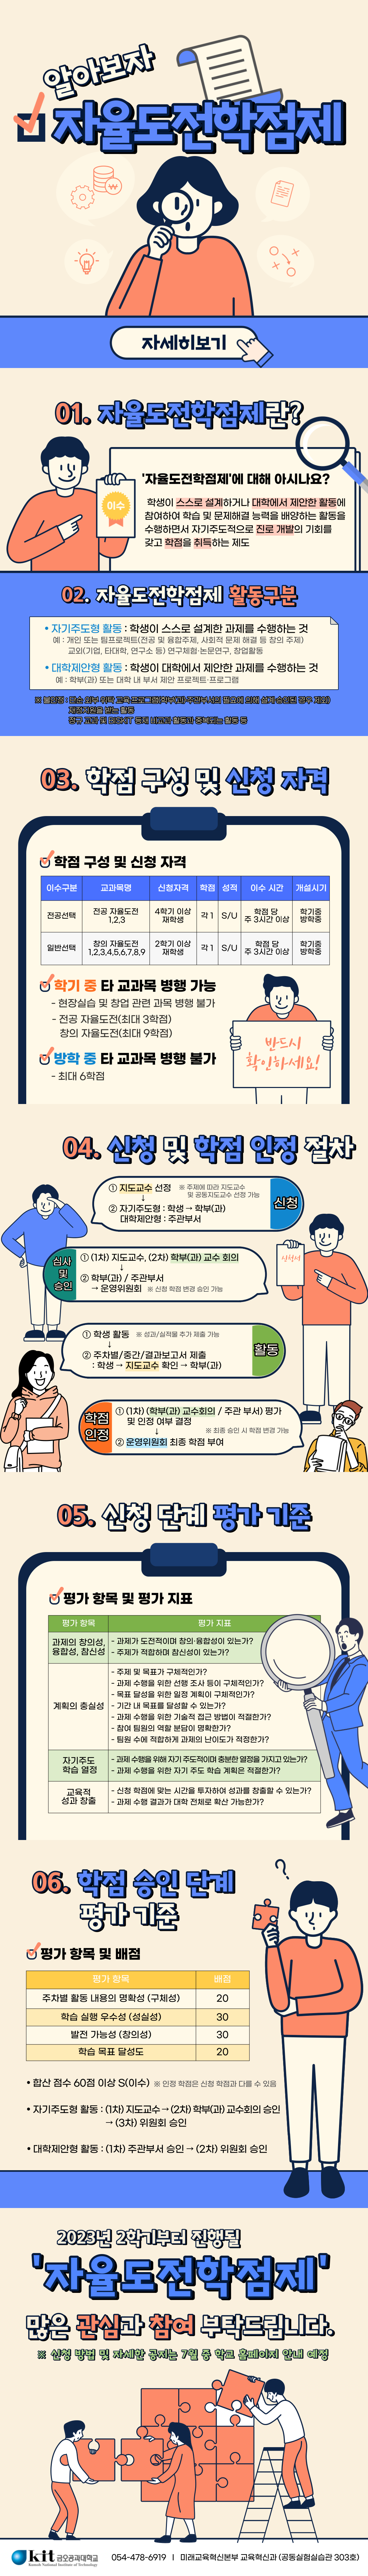 알아보자
자율도전학점제
자세히보기
01. 자율도전학점제란?
이수
'자율도전학점제'에 대해 아시나요?
학생이 스스로 설계하거나 대학에서 제안한 활동에
참여하여 학습 및 문제해결 능력을 배양하는 활동을
수행하면서 자기주도적으로 진로 개발의 기회를
갖고 학점을 취득하는 제도
02. 자율도전학점제 활동구분
• 자기주도형 활동 : 학생이 스스로 설계한 과제를 수행하는 것
예 : 개인 또는 팀프로젝트(전공 및 융합주제, 사회적 문제 해결 등 창의 주제)
교외(기업, 타대학, 연구소 등) 연구체험·논문연구, 창업활동
• 대학제안형 활동 : 학생이 대학에서 제안한 과제를 수행하는 것
예 : 학부(과) 또는 대학 내 부서 제안 프로젝트·프로그램
03. 학점 구성 및 신청 자격
학점 구성 및 신청 자격
이수구분 교과목명 신청자격 학점 성적 이수 시간 개설시기
전공선택 전공 자율도전 1,2,3 4학기 이상 재학생 각 1 S/U 학점 당 주 3시간 이상 학기중 방학중
일반선택 창의 자율도전 1,2,3,4,5,6,7,8,9 2학기 이상 재학생 각 1 S/U 학점 당 주 3시간 이상 학기중 방학중
학기 중 타 교과목 병행 가능
- 현장실습 및 창업 관련 과목 병행 불가
- 전공 자율도전(최대 3학점)
창의 자율도전(최대 9학점)
방학 중 타 교과목 병행 불가
- 최대 6학점
반드시
확인하세요!
04. 신청 및 학점 인정 절차
① 지도교수 선정 ※ 주제에 따라 지도교수
및 공동지도교수 선정 가능
↓
② 자기주도형 : 학생 → 학부(과)
대학제안형 : 주관부서
신청
심사
및
승인
① (1차) 지도교수, (2차) 학부(과) 교수 회의
↓
② 학부(과) / 주관부서
→ 운영위원회 ※ 신청 학점 변경 승인 가능
신청서
① 학생 활동 ※ 성과/실적물 추가 제출 가능
↓
② 주차별/중간/결과보고서 제출
: 학생 → 지도교수 확인 → 학부(과)
활동
학점
인정
① (1차) (학부(과) 교수회의 / 주관 부서) 평가
및 인정 여부 결정
↓ ※ 최종 승인 시 학점 변경 가능
② 운영위원회 최종 학점 부여
05. 신청 단계 평가 기준
평가 항목 및 평가 지표
평가 항목 평가 지표
과제의 창의성,
융합성, 참신성
- 과제가 도전적이며 창의·융합성이 있는가?
- 주제가 적합하며 참신성이 있는가?
계획의 충실성
- 주제 및 목표가 구체적인가?
- 과제 수행을 위한 선행 조사 등이 구체적인가?
- 목표 달성을 위한 일정 계획이 구체적인가?
- 기간 내 목표를 달성할 수 있는가?
- 과제 수행을 위한 기술적 접근 방법이 적절한가?
- 참여 팀원의 역할 분담이 명확한가?
- 팀원 수에 적합하게 과제의 난이도가 적정한가?
자기주도
학습 열정
- 과제 수행을 위해 자기 주도적이며 충분한 열정을 가지고 있는가?
- 과제 수행을 위한 자기 주도 학습 계획은 적절한가?
교육적
성과 창출
- 신청 학점에 맞는 시간을 투자하여 성과를 창출할 수 있는가?
- 과제 수행 결과가 대학 전체로 확산 가능한가?
06. 학점 승인 단계
평가 기준
평가 항목 및 배점
평가 항목 배점
주차별 활동 내용의 명확성 (구체성) 20
학습 실행 우수성 (성실성) 30
발전 가능성 (창의성) 30
학습 목표 달성도 20
• 합산 점수 60점 이상 S(이수) ※ 인정 학점은 신청 학점과 다를 수 있음
• 자기주도형 활동 : (1차) 지도교수 → (2차) 학부(과) 교수회의 승인
→ (3차) 위원회 승인
• 대학제안형 활동 : (1차) 주관부서 승인 → (2차) 위원회 승인
2023년 2학기부터 진행될
'자율도전학점제'
많은 관심과 참여 부탁드립니다.
※ 신청 방법 및 자세한 공지는 7월 중 학교 홈페이지 안내 예정
kit 금오공과대학교
Kumoh National Institute of Technology
054-478-6919 | 미래교육혁신본부 교육혁신과 (공동실험실습관 303호)